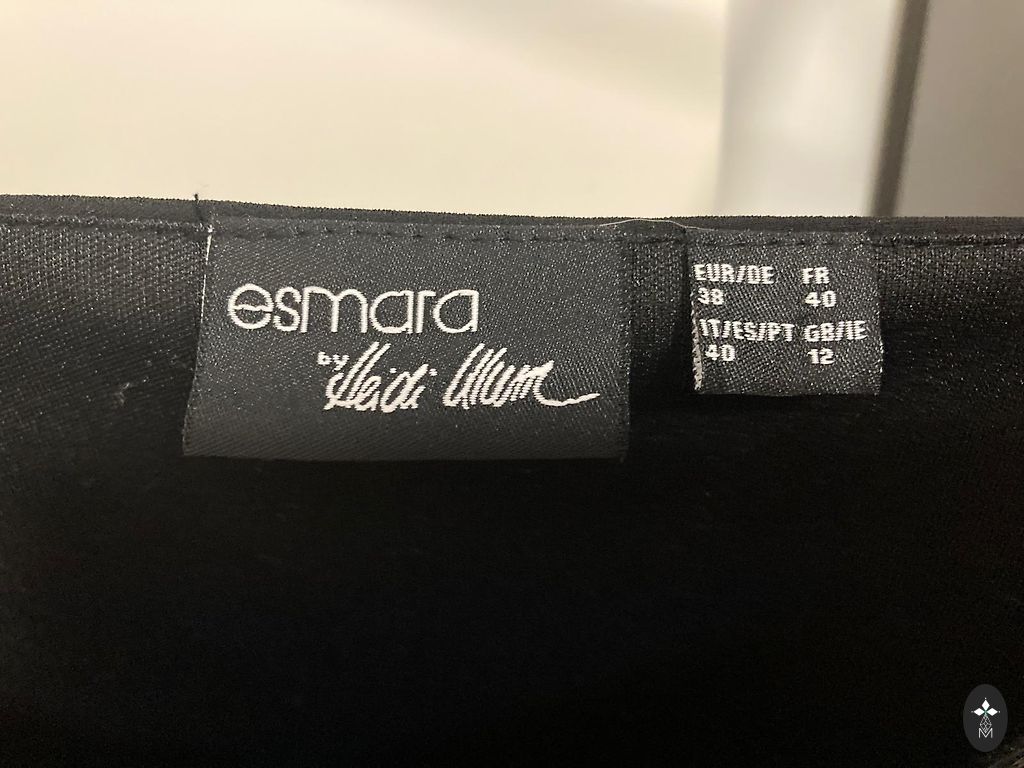 esmara
by Heidi Klum
EUR/DE FR
38 40
IT/ES/PT GB/IE
40 12
M